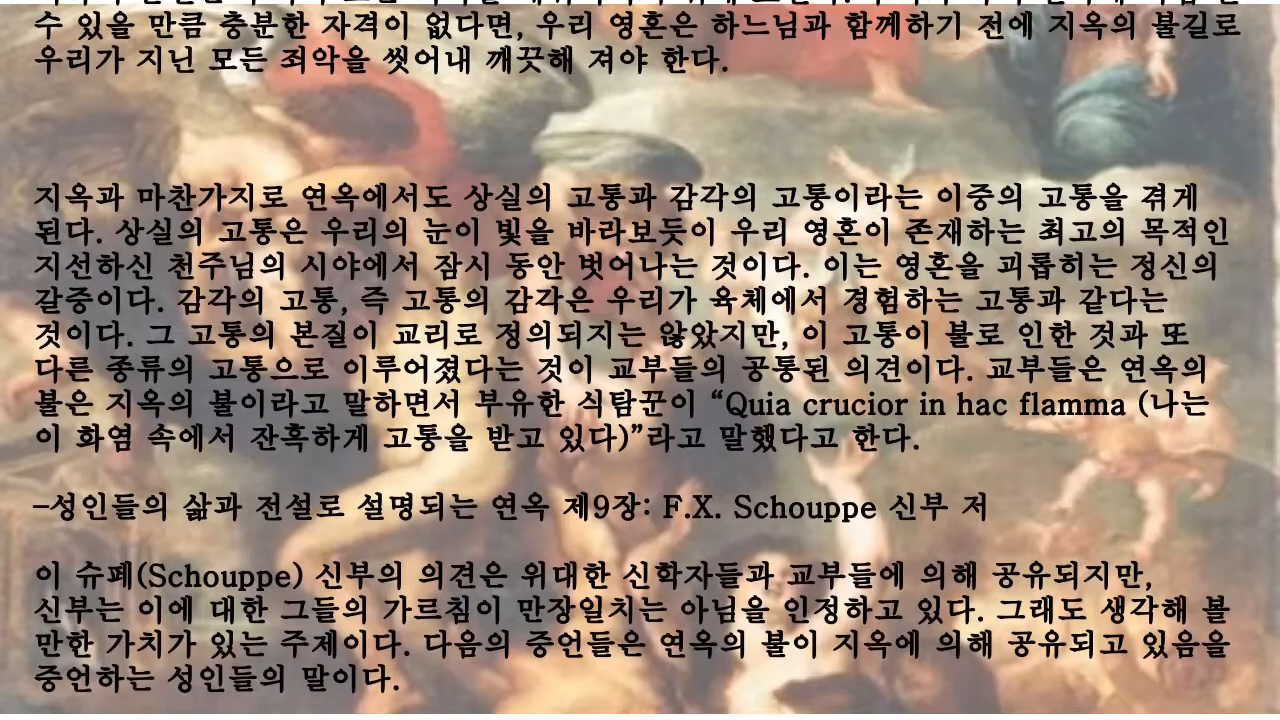 수 있을 만큼 충분한 자격이 없다면, 우리 영혼은 하느님과 함께하기 전에 지옥의 불길로
우리가 지닌 모든 죄악을 씻어내 깨끗해 져야 한다.
지옥과 마찬가지로 연옥에서도 상실의 고통과 감각의 고통이라는 이중의 고통을 겪게
된다. 상실의 고통은 우리의 눈이 빛을 바라보듯이 우리 영혼이 존재하는 최고의 목적인
지선하신 천주님의 시야에서 잠시 동안 벗어나는 것이다. 이는 영혼을 괴롭히는 정신의
갈증이다. 감각의 고통, 즉 고통의 감각은 우리가 육체에서 경험하는 고통과 같다는
것이다. 그 고통의 본질이 교리로 정의되지는 않았지만, 이 고통이 불로 인한 것과 또
다른 종류의 고통으로 이루어졌다는 것이 교부들의 공통된 의견이다. 교부들은 연옥의
불은 지옥의 불이라고 말하면서 부유한 식탐꾼이 “Quia crucior in hac flamma (나는
이 화염 속에서 잔혹하게 고통을 받고 있다)”라고 말했다고 한다.
–성인들의 삶과 전설로 설명되는 연옥 제9장: F.X. Schouppe 신부 저
이 슈페(Schouppe) 신부의 의견은 위대한 신학자들과 교부들에 의해 공유되지만,
신부는 이에 대한 그들의 가르침이 만장일치는 아님을 인정하고 있다. 그래도 생각해 볼
만한 가치가 있는 주제이다. 다음의 증언들은 연옥의 불이 지옥에 의해 공유되고 있음을
증언하는 성인들의 말이다.